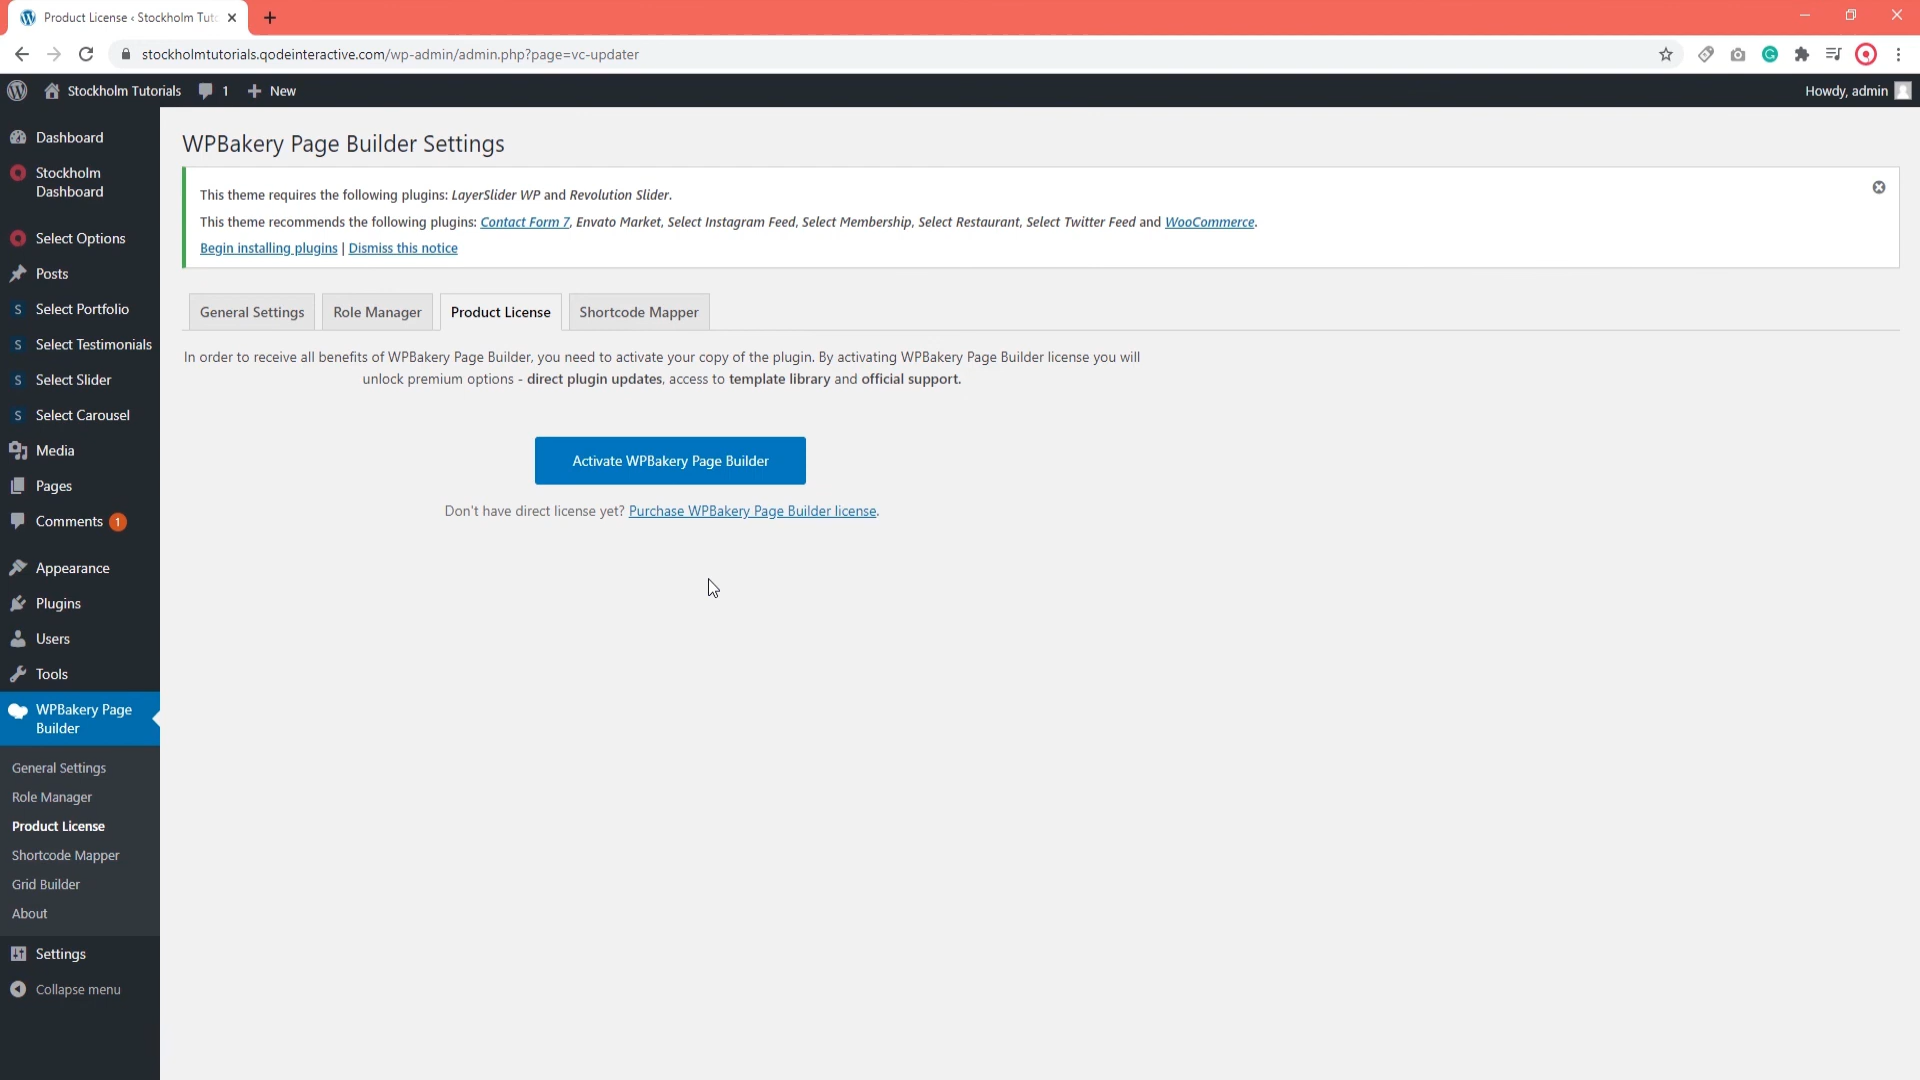 Product License ‹ Stockholm Tuto
stockholmtutorials.qodeinteractive.com/wp-admin/admin.php?page=vc-updater
Stockholm Tutorials
1
New
Howdy, admin
Dashboard
Stockholm
Dashboard
Select Options
Posts
Select Portfolio
Select Testimonials
Select Slider
Select Carousel
Media
Pages
Comments 1
Appearance
Plugins
Users
Tools
WPBakery Page
Builder
General Settings
Role Manager
Product License
Shortcode Mapper
Grid Builder
About
Settings
Collapse menu
WPBakery Page Builder Settings
This theme requires the following plugins: LayerSlider WP and Revolution Slider.
This theme recommends the following plugins: Contact Form 7, Envato Market, Select Instagram Feed, Select Membership, Select Restaurant, Select Twitter Feed and WooCommerce.
Begin installing plugins | Dismiss this notice
General Settings
Role Manager
Product License
Shortcode Mapper
In order to receive all benefits of WPBakery Page Builder, you need to activate your copy of the plugin. By activating WPBakery Page Builder license you will
unlock premium options - direct plugin updates, access to template library and official support.
Activate WPBakery Page Builder
Don't have direct license yet? Purchase WPBakery Page Builder license.